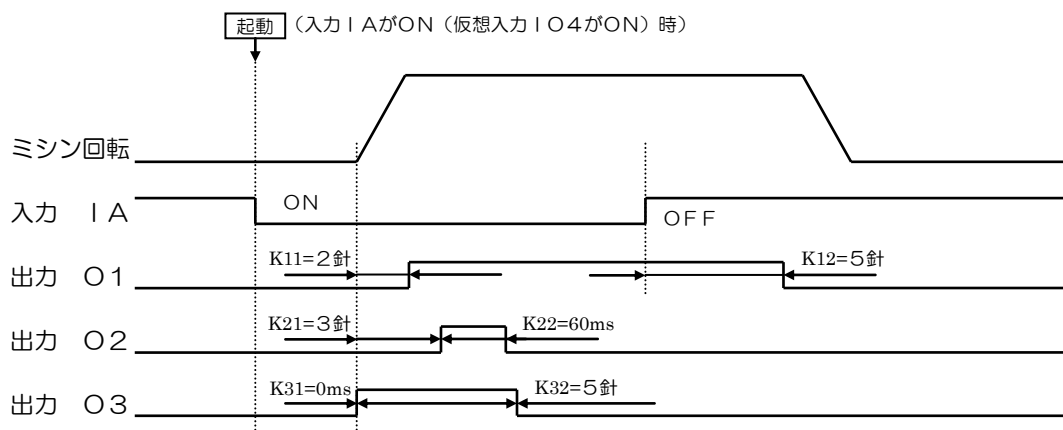 起動 （入力ＩＡがＯＮ（仮想入力ＩＯ４がＯＮ）時）
ミシン回転
入力　ＩＡ ＯＮ ＯＦＦ
出力　Ｏ１ K11=２針 K12=５針
出力　Ｏ２ K21=３針 K22=60ms
出力　Ｏ３ K31=0ms K32=５針